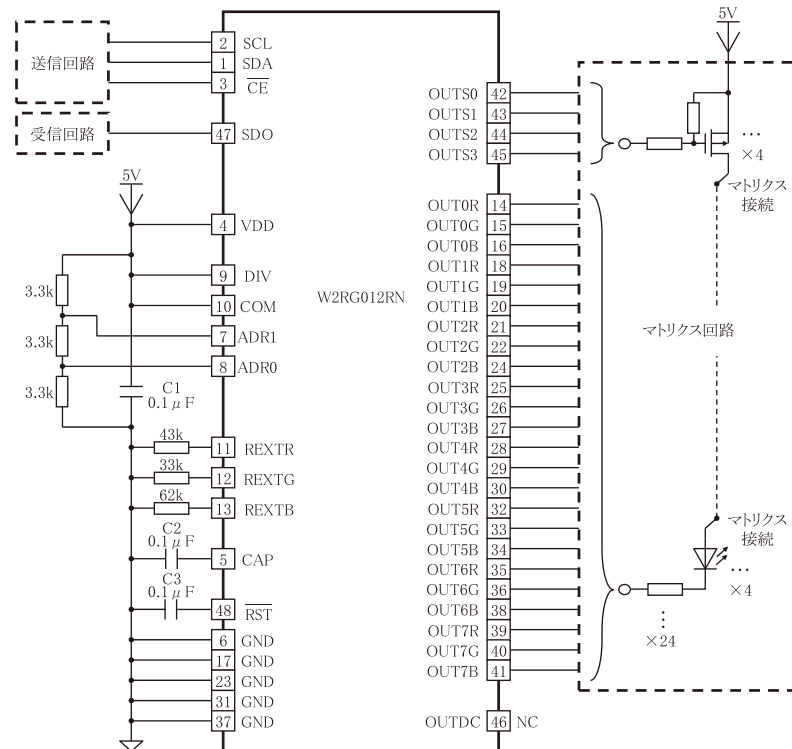 送信回路
受信回路
2 SCL
1 SDA
3 CE
47 SDO
5V
4 VDD
9 DIV
10 COM
7 ADR1
8 ADR0
3.3k
3.3k
3.3k
C1
0.1μF
43k
11 REXTR
33k
12 REXTG
62k
13 REXTB
C2
0.1μF
5 CAP
C3
0.1μF
48 RST
6 GND
17 GND
23 GND
31 GND
37 GND
W2RG012RN
OUTS0 42
OUTS1 43
OUTS2 44
OUTS3 45
OUT0R 14
OUT0G 15
OUT0B 16
OUT1R 18
OUT1G 19
OUT1B 20
OUT2R 21
OUT2G 22
OUT2B 24
OUT3R 25
OUT3G 26
OUT3B 27
OUT4R 28
OUT4G 29
OUT4B 30
OUT5R 32
OUT5G 33
OUT5B 34
OUT6R 35
OUT6G 36
OUT6B 38
OUT7R 39
OUT7G 40
OUT7B 41
OUTDC 46 NC
5V
…
×4
マトリクス
接続
マトリクス回路
マトリクス
接続
…
×4
⋮
×24